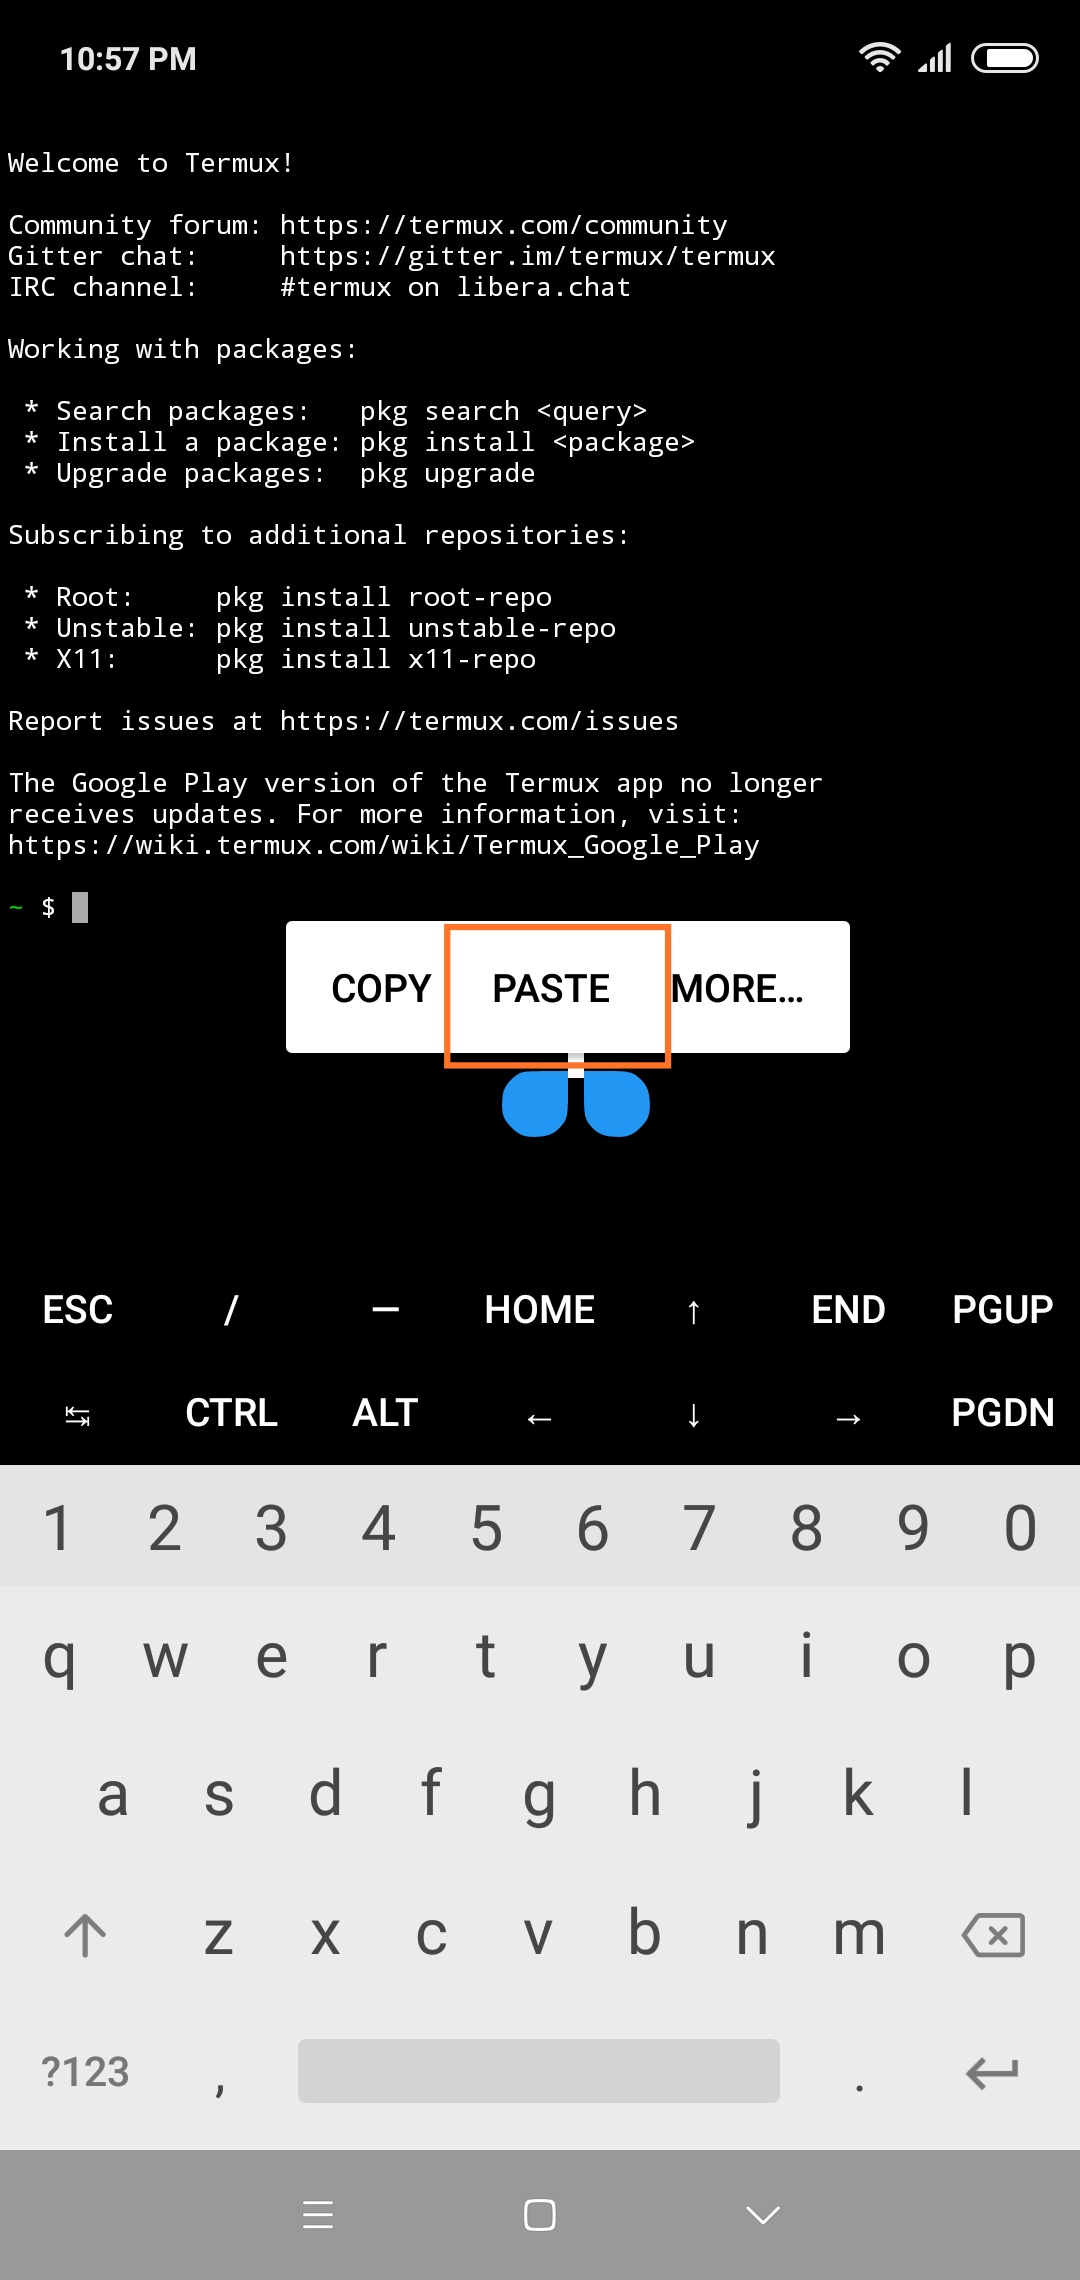 10:57 PM
Welcome to Termux!
Community forum: https://termux.com/community
Gitter chat:     https://gitter.im/termux/termux
IRC channel:     #termux on libera.chat
Working with packages:
* Search packages:   pkg search <query>
* Install a package: pkg install <package>
* Upgrade packages:  pkg upgrade
Subscribing to additional repositories:
* Root:     pkg install root-repo
* Unstable: pkg install unstable-repo
* X11:      pkg install x11-repo
Report issues at https://termux.com/issues
The Google Play version of the Termux app no longer
receives updates. For more information, visit:
https://wiki.termux.com/wiki/Termux_Google_Play
~ $
COPY PASTE MORE...
ESC / — HOME ↑ END PGUP
↹ CTRL ALT ← ↓ → PGDN
1 2 3 4 5 6 7 8 9 0
q w e r t y u i o p
a s d f g h j k l
z x c v b n m
?123 , .